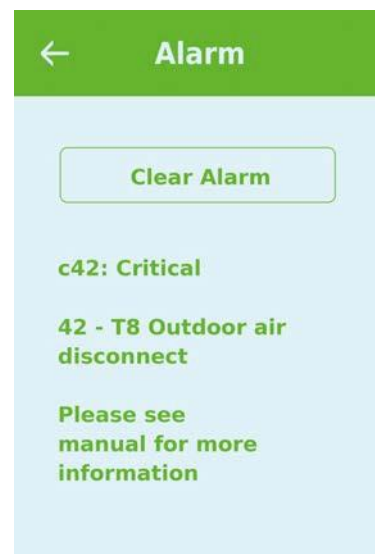 Alarm
Clear Alarm
c42: Critical
42 - T8 Outdoor air
disconnect
Please see
manual for more
information